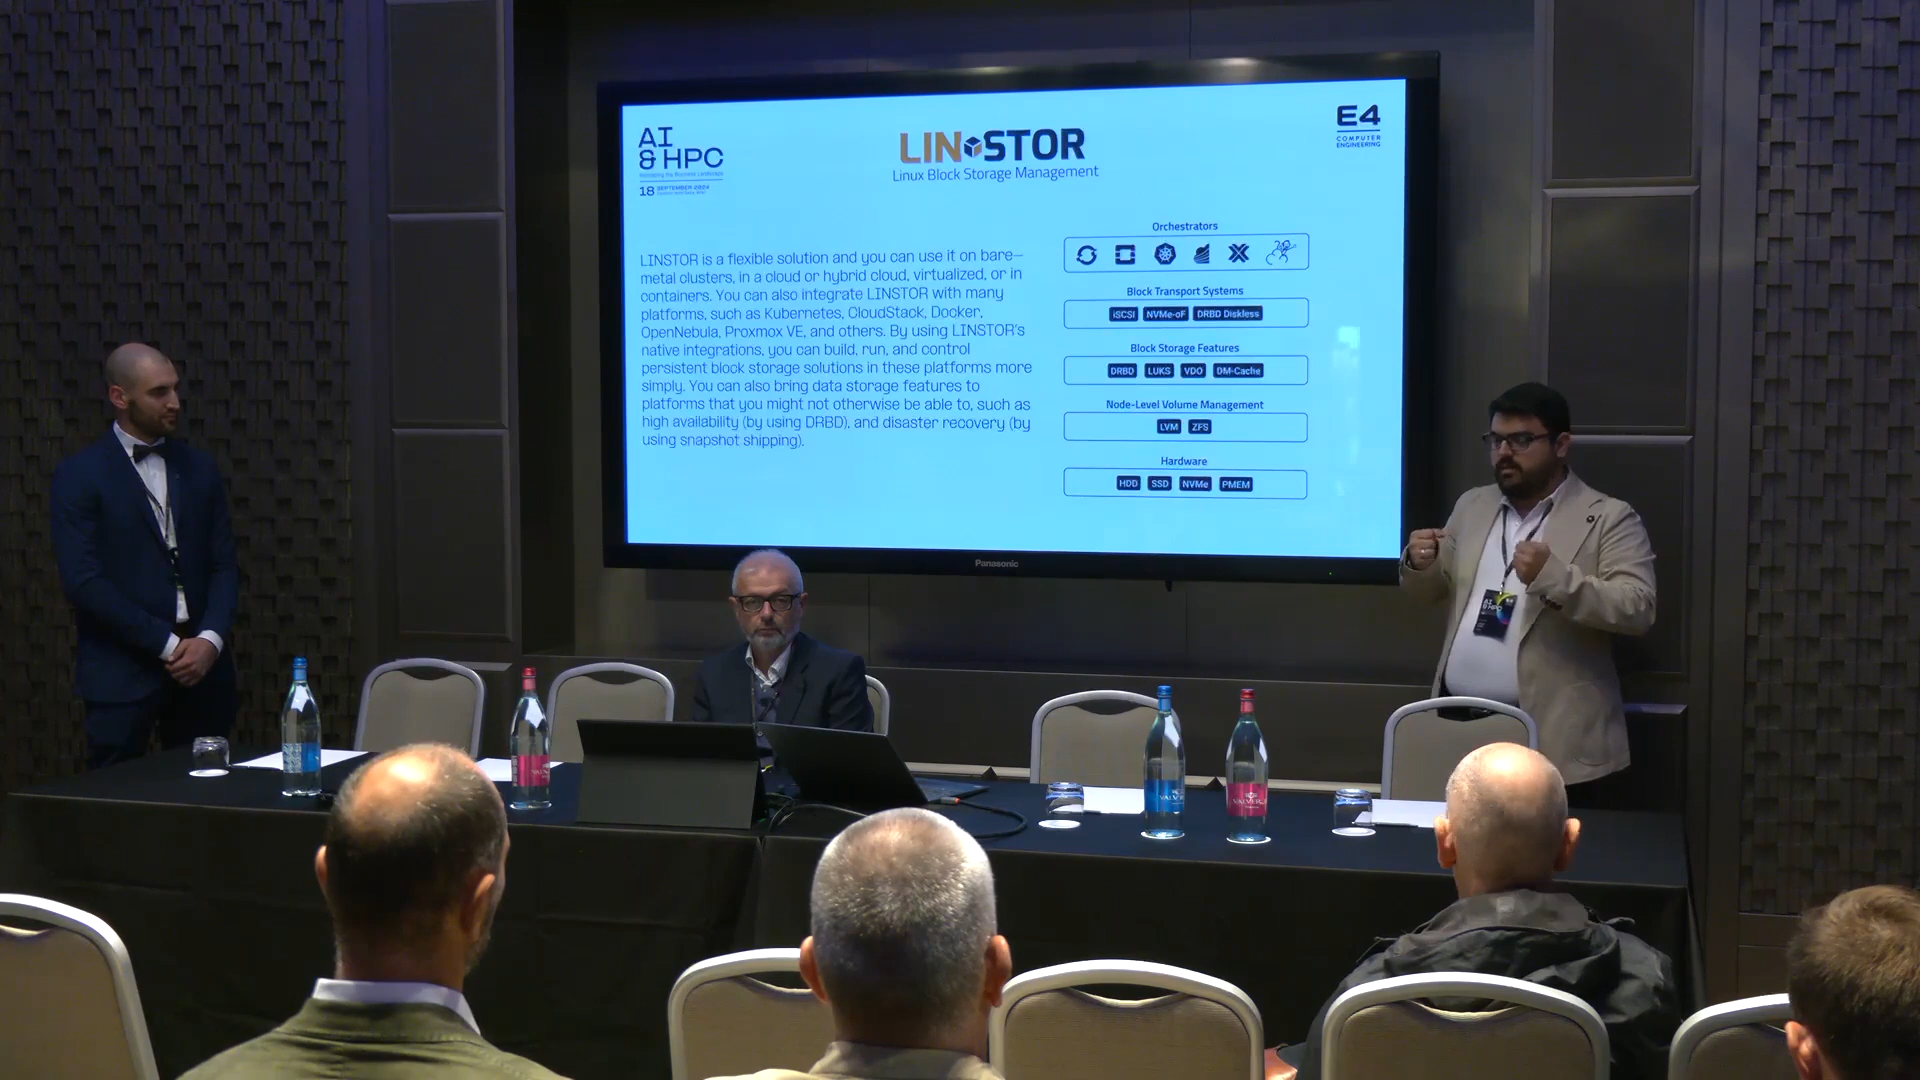 AI
& HPC
18 SEPTEMBER 2024
LIN STOR
Linux Block Storage Management
E4
COMPUTER
ENGINEERING
LINSTOR is a flexible solution and you can use it on bare-
metal clusters, in a cloud or hybrid cloud, virtualized, or in
containers. You can also integrate LINSTOR with many
platforms, such as Kubernetes, CloudStack, Docker,
OpenNebula, Proxmox VE, and others. By using LINSTOR's
native integrations, you can build, run, and control
persistent block storage solutions in these platforms more
simply. You can also bring data storage features to
platforms that you might not otherwise be able to, such as
high availability (by using DRBD), and disaster recovery (by
using snapshot shipping).
Orchestrators
Block Transport Systems
iSCSI NVMe-oF DRBD Diskless
Block Storage Features
DRBD LUKS VDO DM-Cache
Node-Level Volume Management
LVM ZFS
Hardware
HDD SSD NVMe PMEM
Panasonic
AI
& HPC